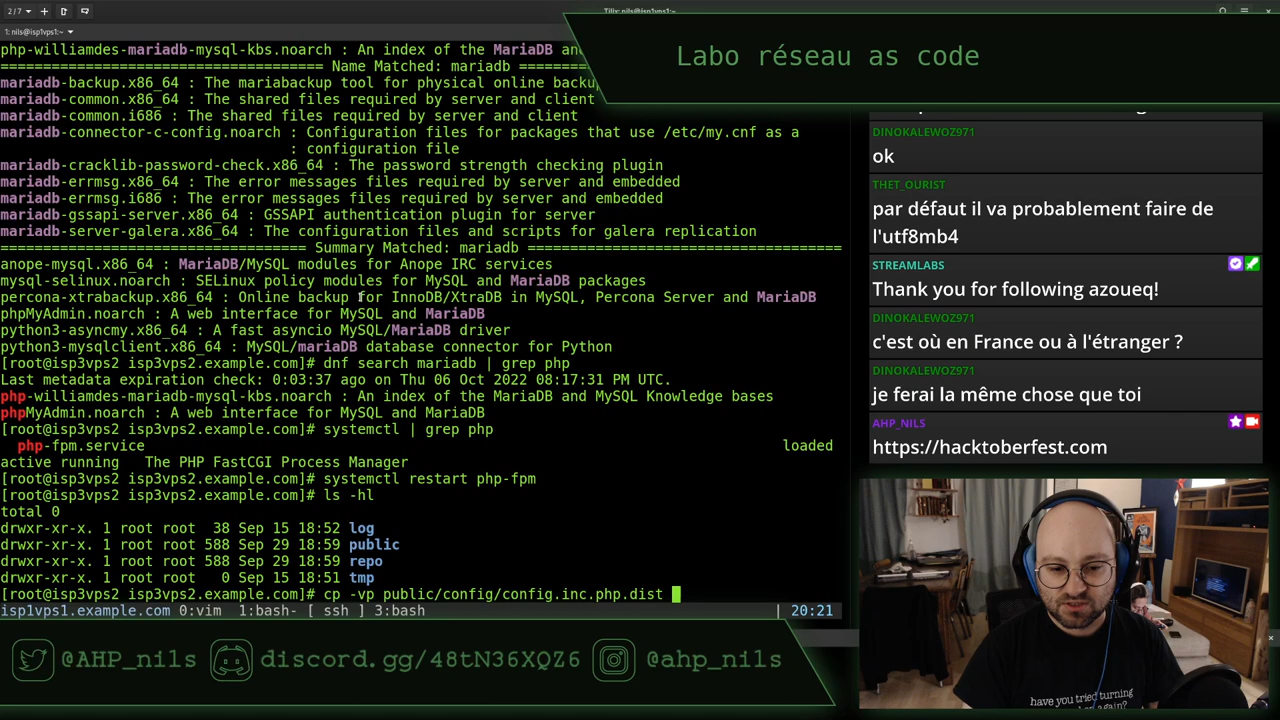 2/7
Tilix: nils@isp1vps1:~
1: nils@isp1vps1:~
Labo réseau as code
php-williamdes-mariadb-mysql-kbs.noarch : An index of the MariaDB an
===================================== Name Matched: mariadb
mariadb-backup.x86_64 : The mariabackup tool for physical online backu
mariadb-common.x86_64 : The shared files required by server and client
mariadb-common.i686 : The shared files required by server and client
mariadb-connector-c-config.noarch : Configuration files for packages that use /etc/my.cnf as a
: configuration file
mariadb-cracklib-password-check.x86_64 : The password strength checking plugin
mariadb-errmsg.x86_64 : The error messages files required by server and embedded
mariadb-errmsg.i686 : The error messages files required by server and embedded
mariadb-gssapi-server.x86_64 : GSSAPI authentication plugin for server
mariadb-server-galera.x86_64 : The configuration files and scripts for galera replication
==================================== Summary Matched: mariadb =====================================
anope-mysql.x86_64 : MariaDB/MySQL modules for Anope IRC services
mysql-selinux.noarch : SELinux policy modules for MySQL and MariaDB packages
percona-xtrabackup.x86_64 : Online backup for InnoDB/XtraDB in MySQL, Percona Server and MariaDB
phpMyAdmin.noarch : A web interface for MySQL and MariaDB
python3-asyncmy.x86_64 : A fast asyncio MySQL/MariaDB driver
python3-mysqlclient.x86_64 : MySQL/mariadb database connector for Python
[root@isp3vps2 isp3vps2.example.com]# dnf search mariadb | grep php
Last metadata expiration check: 0:03:37 ago on Thu 06 Oct 2022 08:17:31 PM UTC.
php-williamdes-mariadb-mysql-kbs.noarch : An index of the MariaDB and MySQL Knowledge bases
phpMyAdmin.noarch : A web interface for MySQL and MariaDB
[root@isp3vps2 isp3vps2.example.com]# systemctl | grep php
php-fpm.service loaded
active running The PHP FastCGI Process Manager
[root@isp3vps2 isp3vps2.example.com]# systemctl restart php-fpm
[root@isp3vps2 isp3vps2.example.com]# ls -hl
total 0
drwxr-xr-x. 1 root root 38 Sep 15 18:52 log
drwxr-xr-x. 1 root root 588 Sep 29 18:59 public
drwxr-xr-x. 1 root root 588 Sep 29 18:59 repo
drwxr-xr-x. 1 root root 0 Sep 15 18:51 tmp
[root@isp3vps2 isp3vps2.example.com]# cp -vp public/config/config.inc.php.dist
isp1vps1.example.com 0:vim 1:bash- [ ssh ] 3:bash | 20:21
DINOKALEWOZ971
ok
THET_OURIST
par défaut il va probablement faire de
l'utf8mb4
STREAMLABS
Thank you for following azoueq!
DINOKALEWOZ971
c'est où en France ou à l'étranger ?
DINOKALEWOZ971
je ferai la même chose que toi
AHP_NILS
https://hacktoberfest.com
have you tried turning
again?
@AHP_nils discord.gg/48tN36XQZ6 @ahp_nils